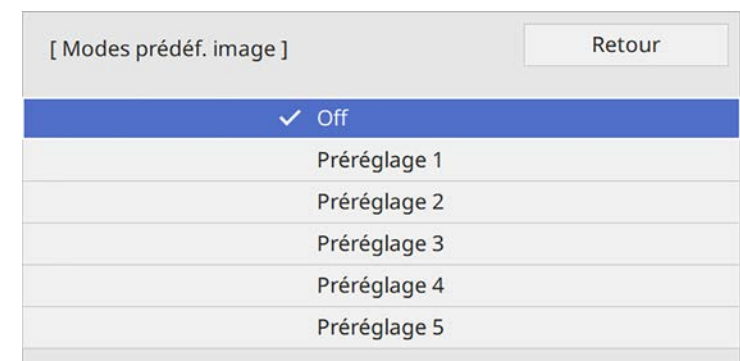 [ Modes prédéf. image ]
Retour
Off
Préréglage 1
Préréglage 2
Préréglage 3
Préréglage 4
Préréglage 5